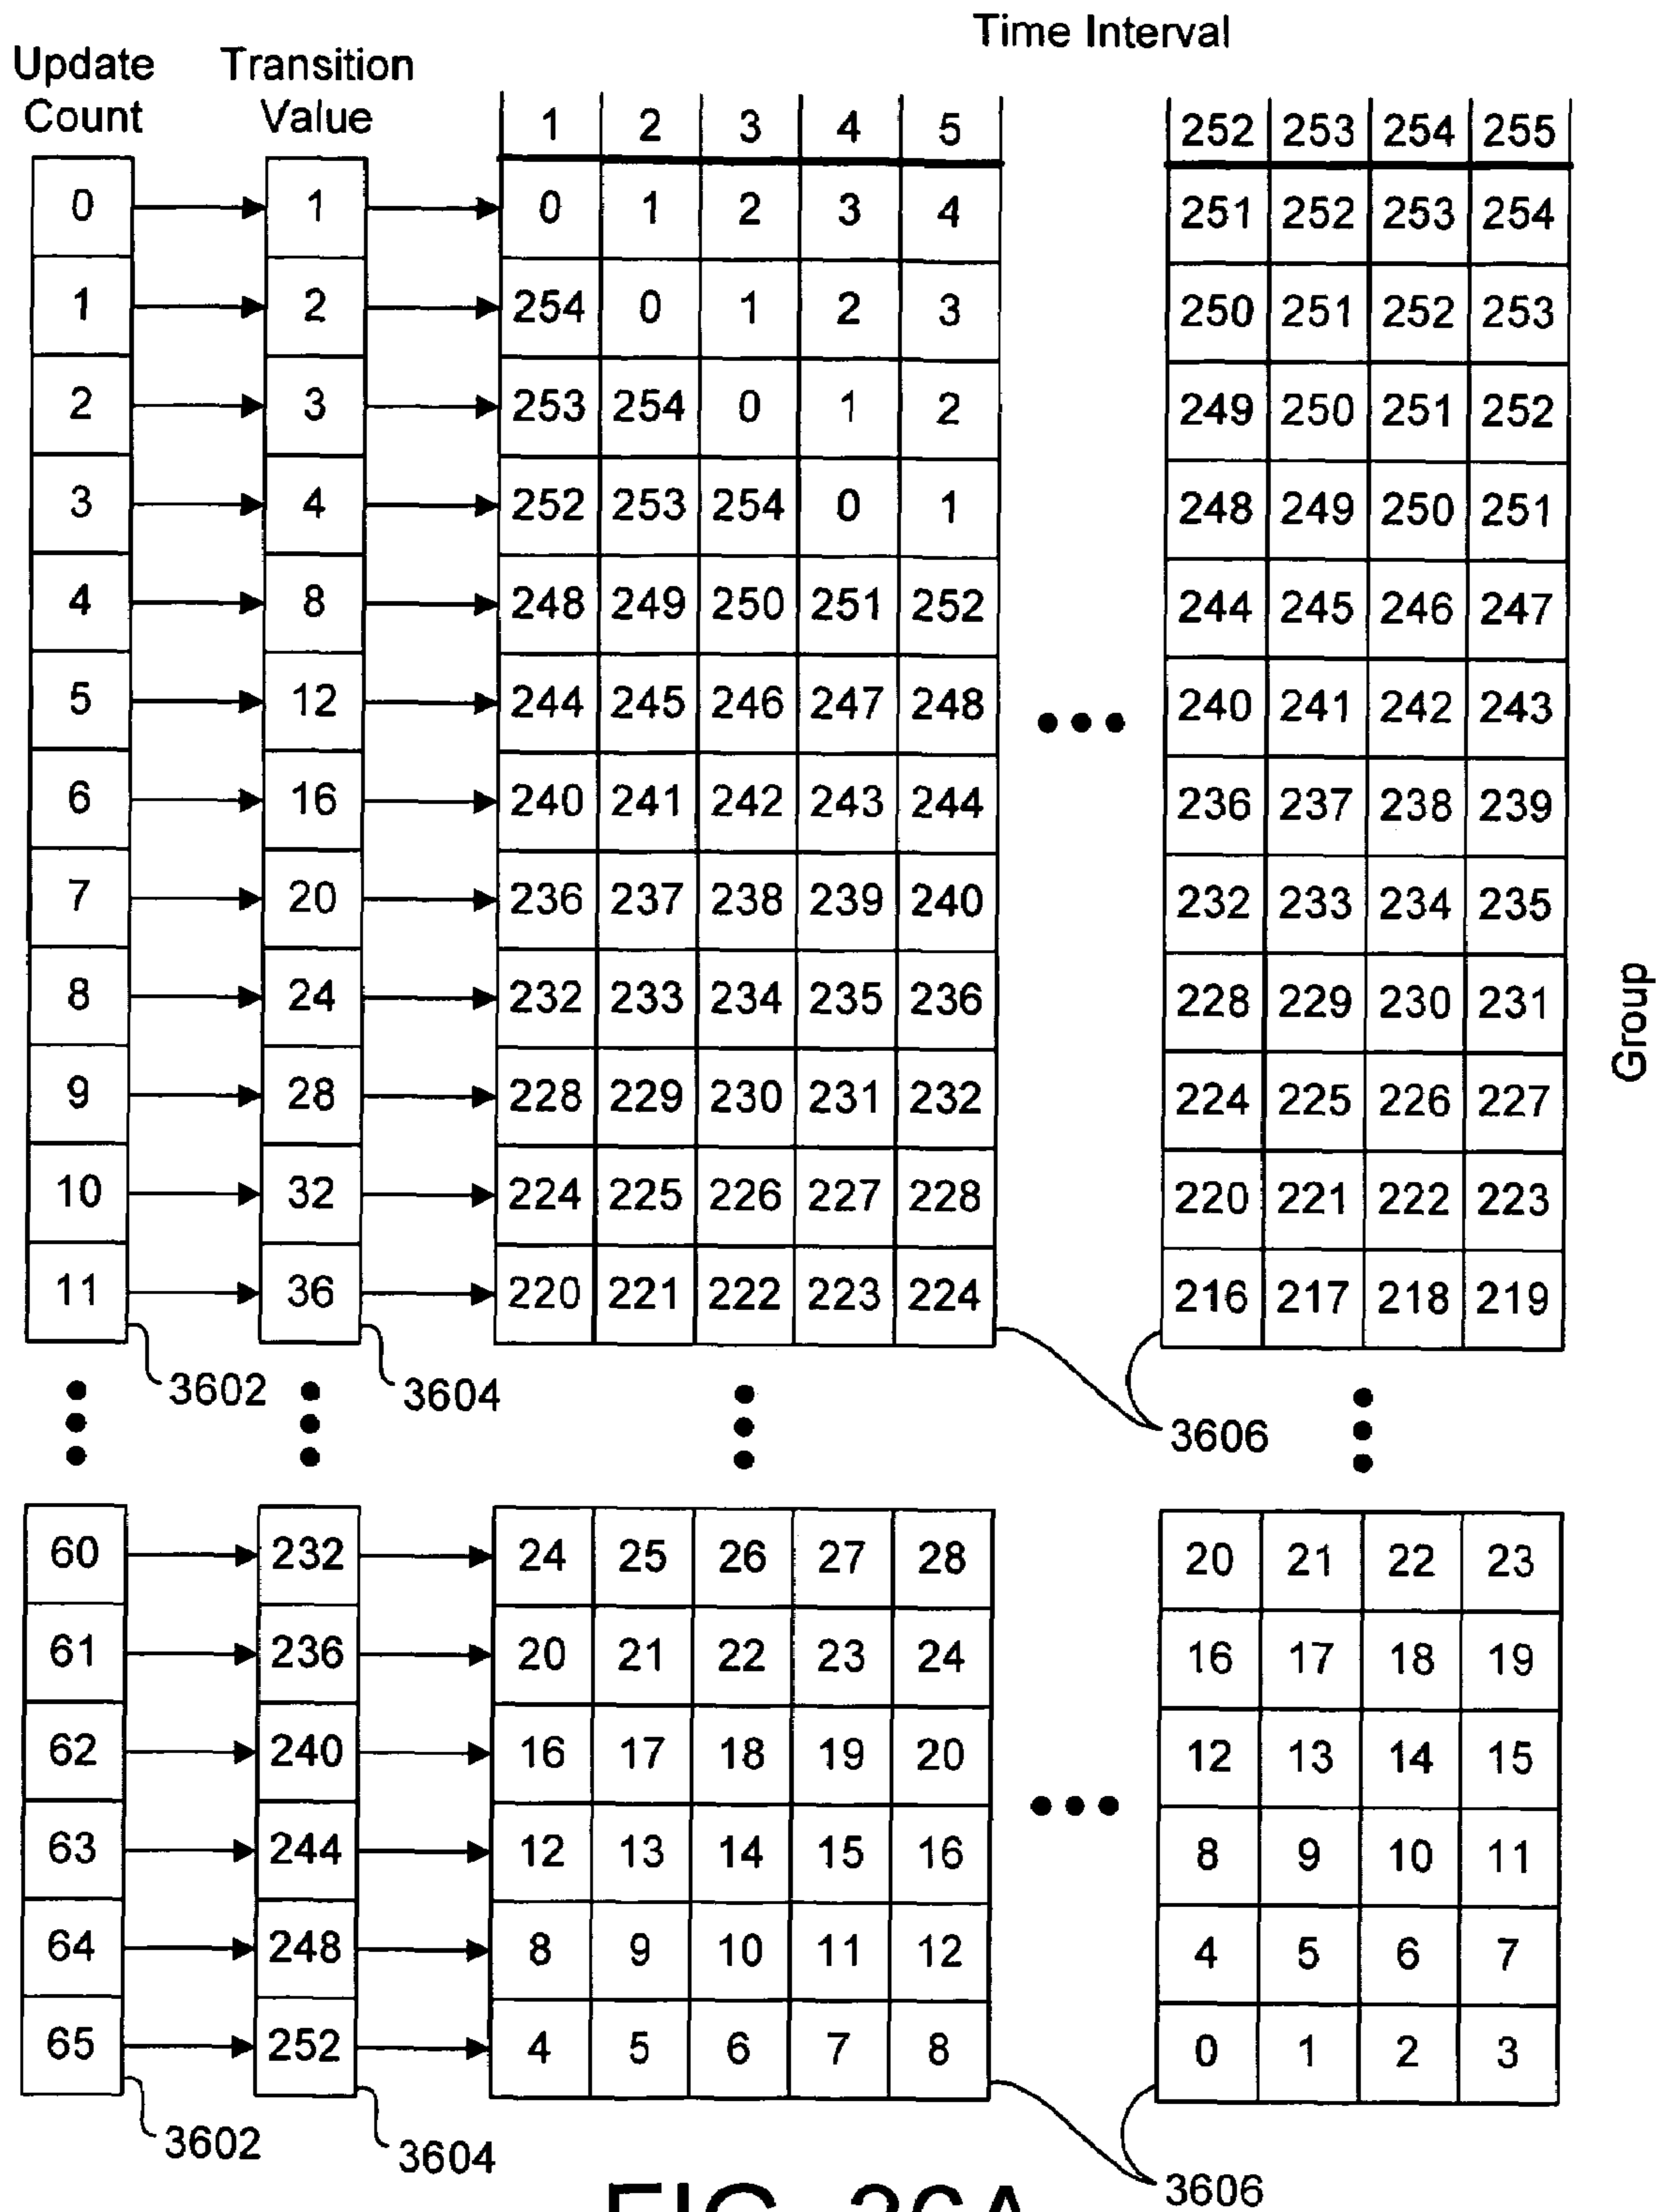 Time Interval
Update Count
Transition Value
1 2 3 4 5 252 253 254 255
0 1 0 1 2 3 4 251 252 253 254
1 2 254 0 1 2 3 250 251 252 253
2 3 253 254 0 1 2 249 250 251 252
3 4 252 253 254 0 1 248 249 250 251
4 8 248 249 250 251 252 244 245 246 247
5 12 244 245 246 247 248 240 241 242 243
6 16 240 241 242 243 244 236 237 238 239
7 20 236 237 238 239 240 232 233 234 235
8 24 232 233 234 235 236 228 229 230 231
9 28 228 229 230 231 232 224 225 226 227
10 32 224 225 226 227 228 220 221 222 223
11 36 220 221 222 223 224 216 217 218 219
Group
3602 3604 3606
60 232 24 25 26 27 28 20 21 22 23
61 236 20 21 22 23 24 16 17 18 19
62 240 16 17 18 19 20 12 13 14 15
63 244 12 13 14 15 16 8 9 10 11
64 248 8 9 10 11 12 4 5 6 7
65 252 4 5 6 7 8 0 1 2 3
3602 3604 3606
FIG. 36A